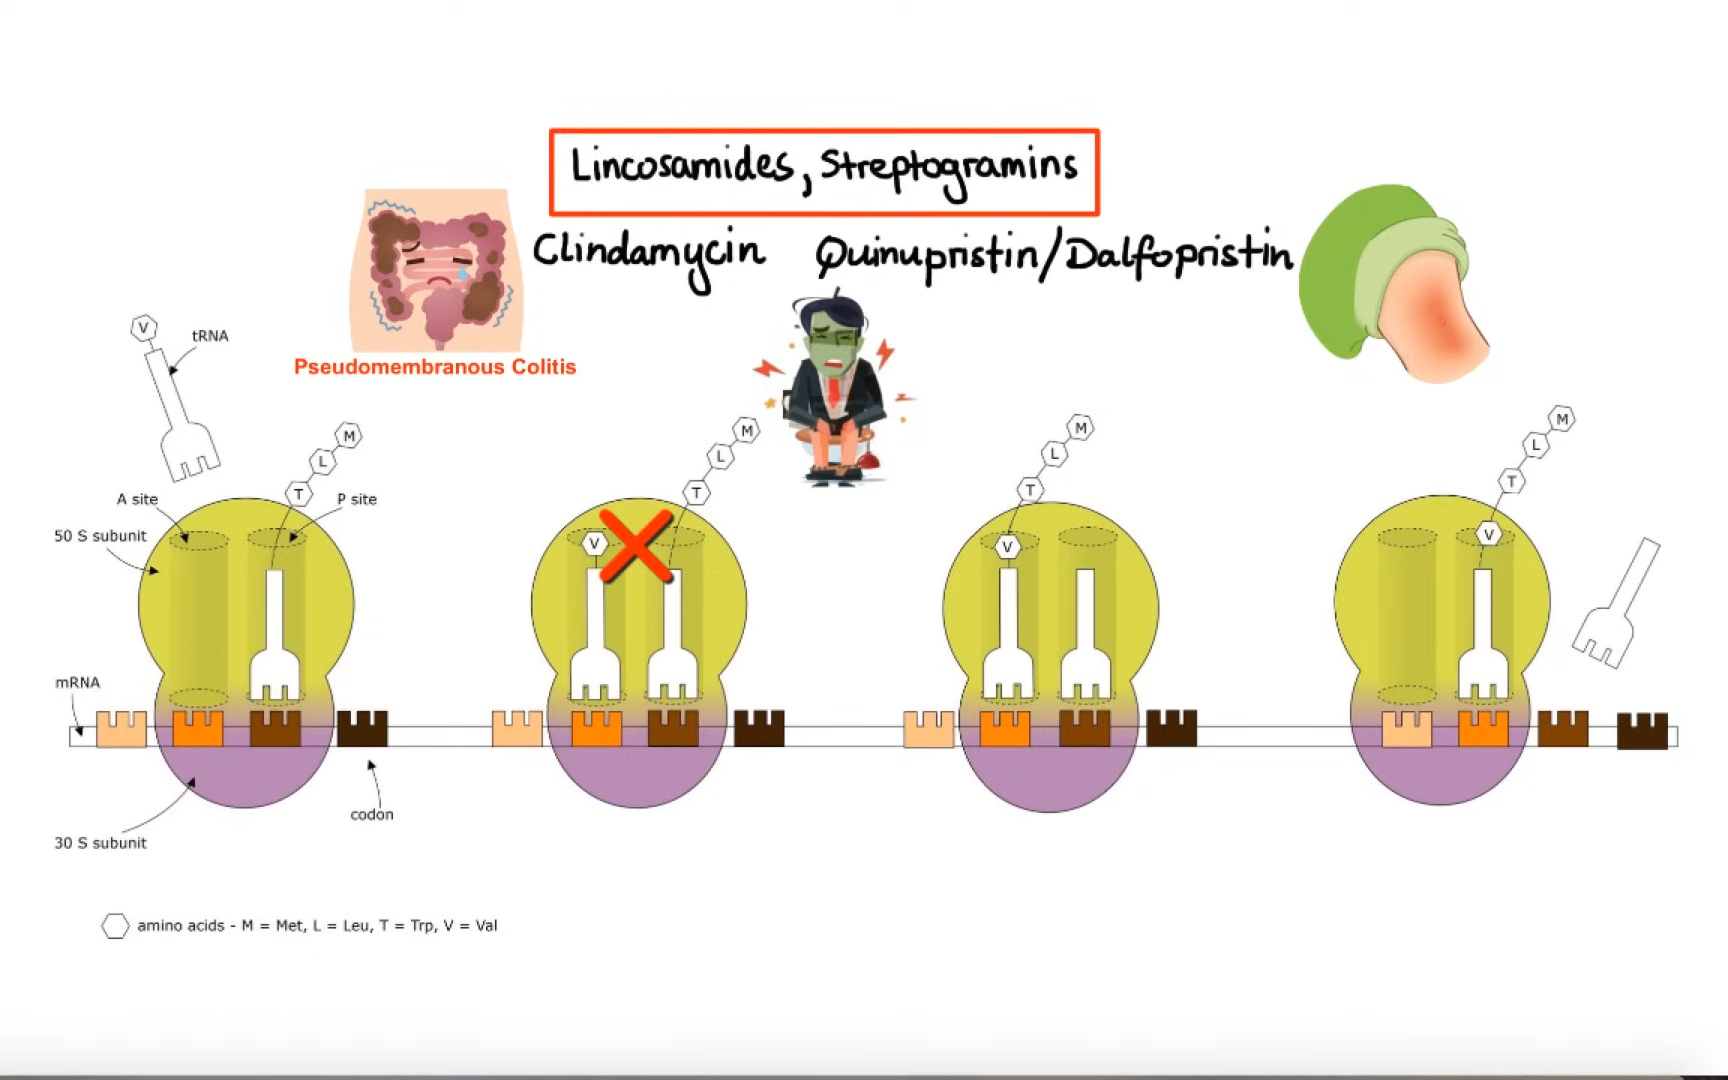 Lincosamides, Streptogramins
Clindamycin Quinupristin/Dalfopristin
Pseudomembranous Colitis
V
tRNA
M
L
T
A site
P site
50 S subunit
mRNA
codon
30 S subunit
M
L
T
V
M
L
T
V
M
L
T
V
amino acids - M = Met, L = Leu, T = Trp, V = Val